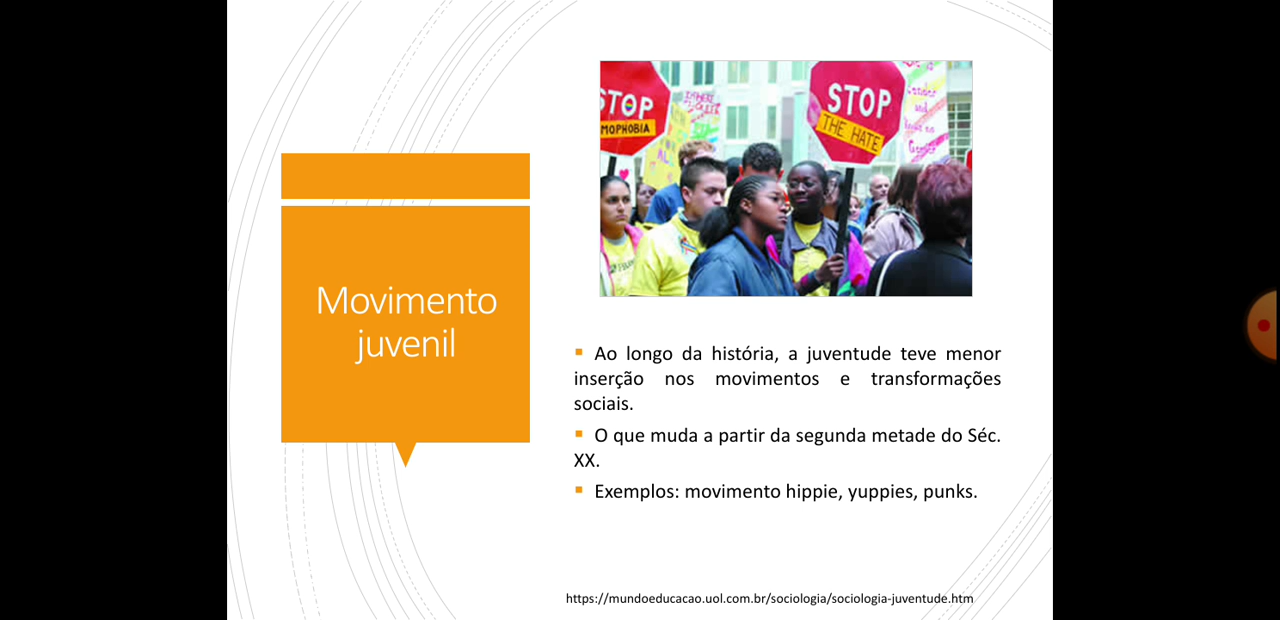 STOP
MOPHOBIA
STOP
THE HATE
Movimento
juvenil
▪ Ao longo da história, a juventude teve menor
inserção nos movimentos e transformações
sociais.
▪ O que muda a partir da segunda metade do Séc.
XX.
▪ Exemplos: movimento hippie, yuppies, punks.
https://mundoeducacao.uol.com.br/sociologia/sociologia-juventude.htm